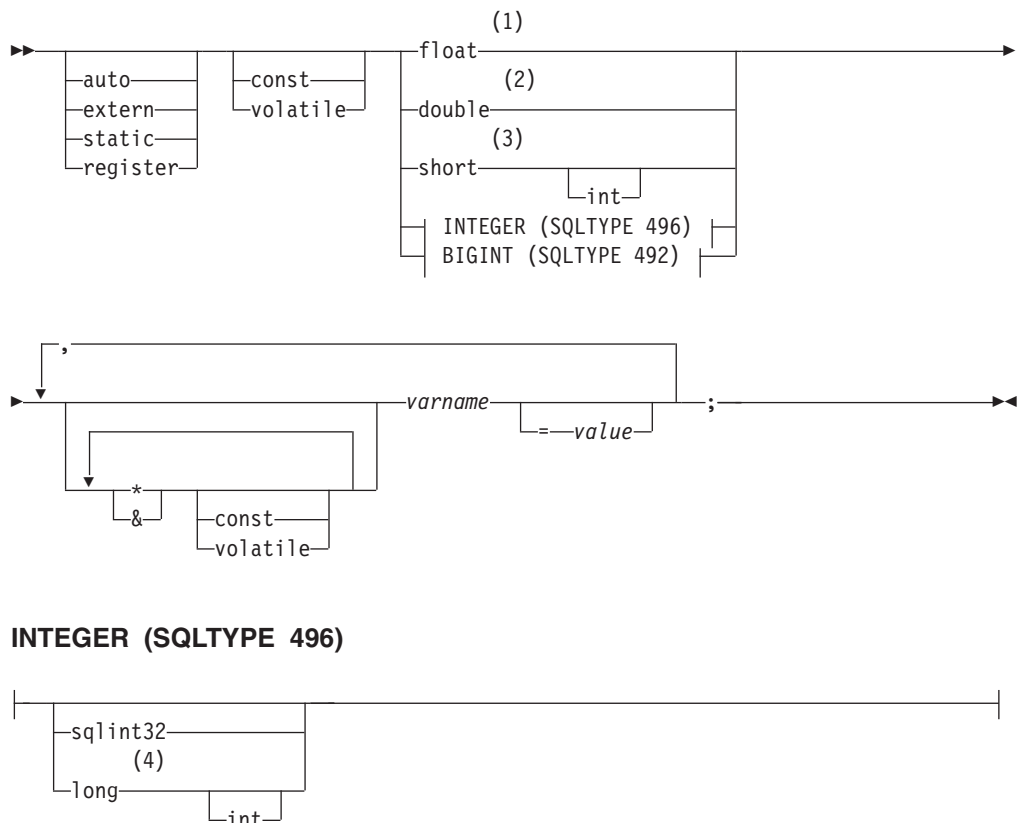 (1)
float
auto const (2)
extern volatile double
static (3)
register short
int
INTEGER (SQLTYPE 496)
BIGINT (SQLTYPE 492)
,
varname ;
= value
*
& const
volatile
INTEGER (SQLTYPE 496)
sqlint32
(4)
long
int